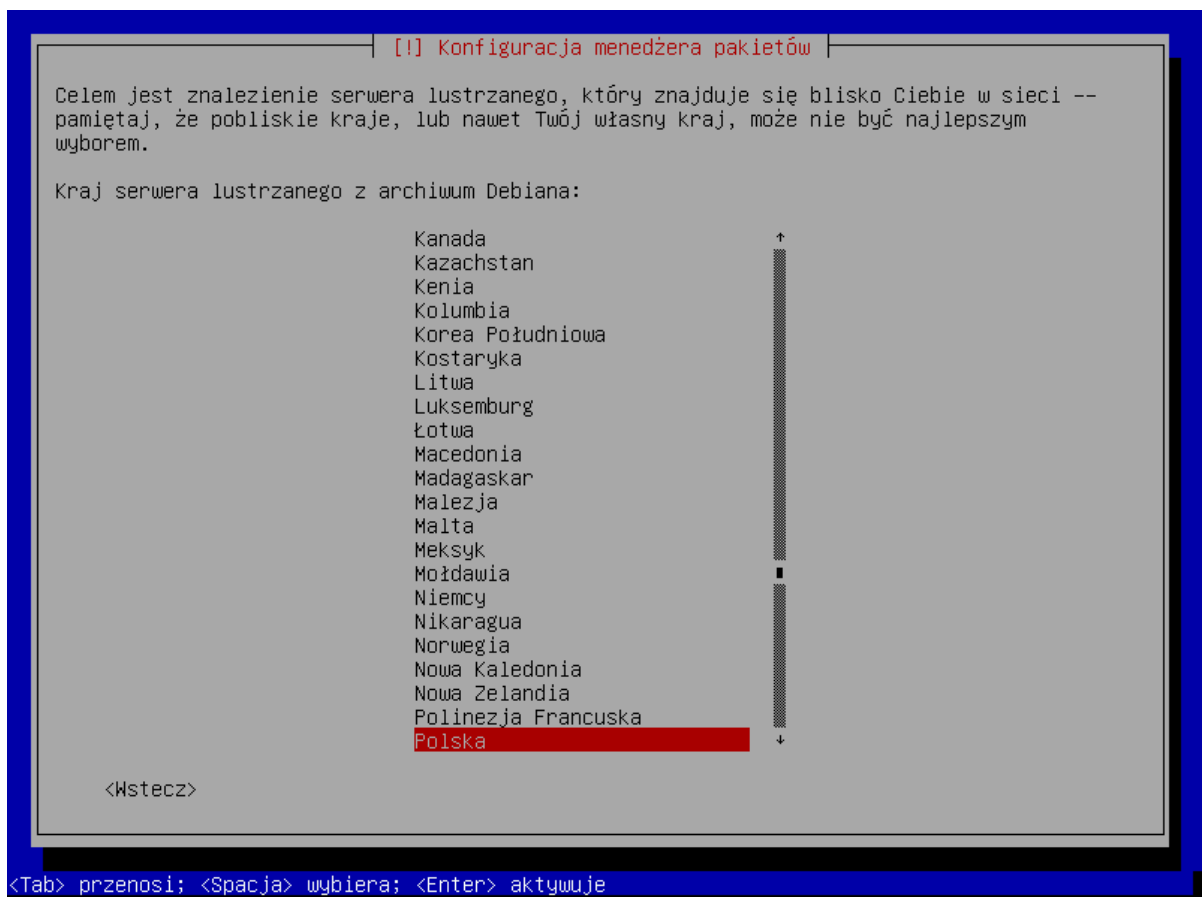 [!] Konfiguracja menedżera pakietów
Celem jest znalezienie serwera lustrzanego, który znajduje się blisko Ciebie w sieci --
pamiętaj, że pobliskie kraje, lub nawet Twój własny kraj, może nie być najlepszym
wyborem.
Kraj serwera lustrzanego z archiwum Debiana:
Kanada
Kazachstan
Kenia
Kolumbia
Korea Południowa
Kostaryka
Litwa
Luksemburg
Łotwa
Macedonia
Madagaskar
Malezja
Malta
Meksyk
Mołdawia
Niemcy
Nikaragua
Norwegia
Nowa Kaledonia
Nowa Zelandia
Polinezja Francuska
Polska
<Wstecz>
<Tab> przenosi; <Spacja> wybiera; <Enter> aktywuje